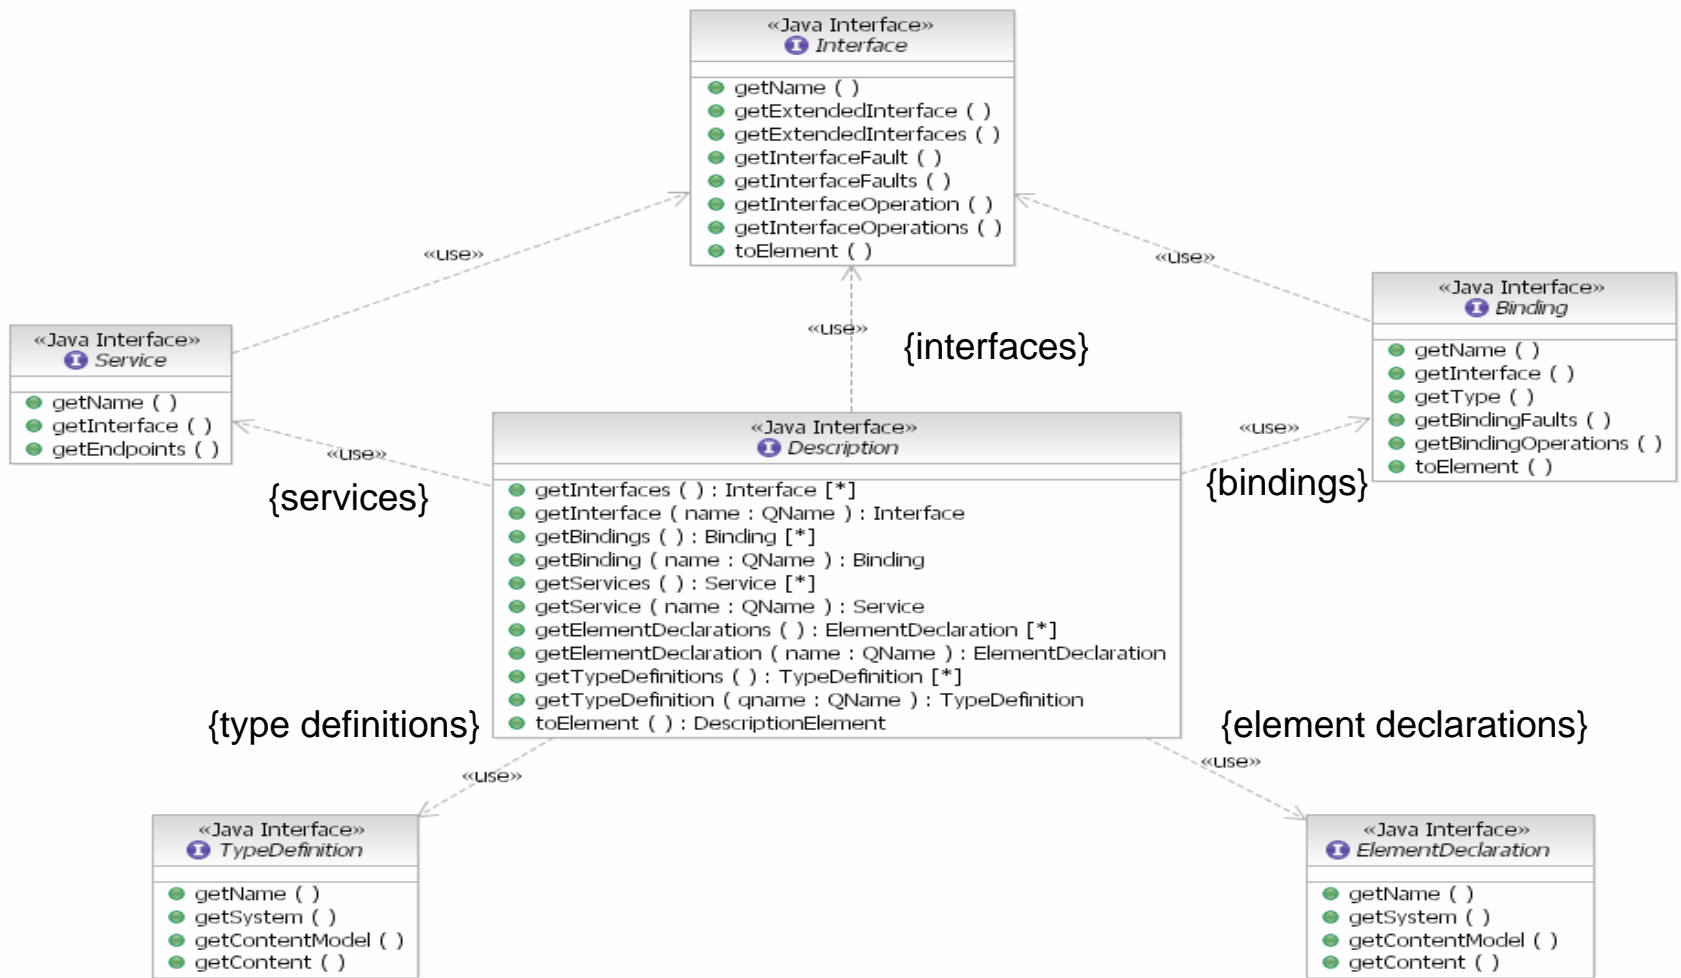 «Java Interface»
I Interface
getName ( )
getExtendedInterface ( )
getExtendedInterfaces ( )
getInterfaceFault ( )
getInterfaceFaults ( )
getInterfaceOperation ( )
getInterfaceOperations ( )
toElement ( )
«use»
«use»
«use»
{interfaces}
«Java Interface»
I Service
getName ( )
getInterface ( )
getEndpoints ( )
«Java Interface»
I Binding
getName ( )
getInterface ( )
getType ( )
getBindingFaults ( )
getBindingOperations ( )
toElement ( )
«use»
{services}
«use»
{bindings}
«Java Interface»
I Description
getInterfaces ( ) : Interface [*]
getInterface ( name : QName ) : Interface
getBindings ( ) : Binding [*]
getBinding ( name : QName ) : Binding
getServices ( ) : Service [*]
getService ( name : QName ) : Service
getElementDeclarations ( ) : ElementDeclaration [*]
getElementDeclaration ( name : QName ) : ElementDeclaration
getTypeDefinitions ( ) : TypeDefinition [*]
getTypeDefinition ( qname : QName ) : TypeDefinition
toElement ( ) : DescriptionElement
{type definitions}
«use»
{element declarations}
«use»
«Java Interface»
I TypeDefinition
getName ( )
getSystem ( )
getContentModel ( )
getContent ( )
«Java Interface»
I ElementDeclaration
getName ( )
getSystem ( )
getContentModel ( )
getContent ( )